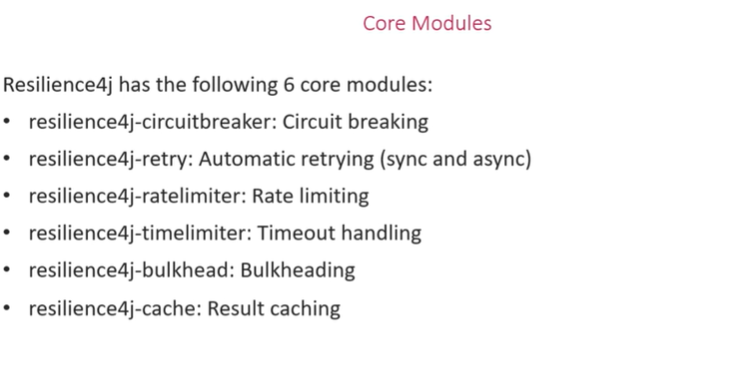 Core Modules
Resilience4j has the following 6 core modules:
• resilience4j-circuitbreaker: Circuit breaking
• resilience4j-retry: Automatic retrying (sync and async)
• resilience4j-ratelimiter: Rate limiting
• resilience4j-timelimiter: Timeout handling
• resilience4j-bulkhead: Bulkheading
• resilience4j-cache: Result caching